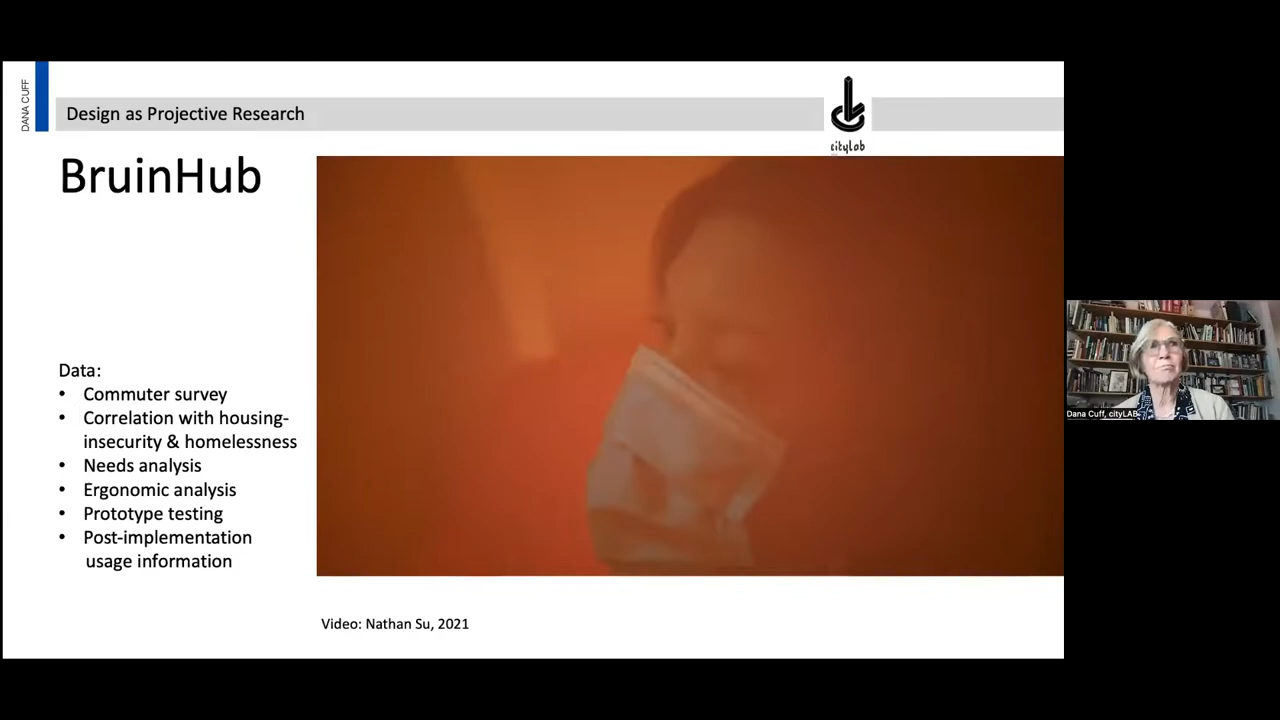 DANA CUFF
Design as Projective Research
cityLab
BruinHub
Data:
• Commuter survey
• Correlation with housing-
insecurity & homelessness
• Needs analysis
• Ergonomic analysis
• Prototype testing
• Post-implementation
usage information
Video: Nathan Su, 2021
Dana Cuff, cityLAB